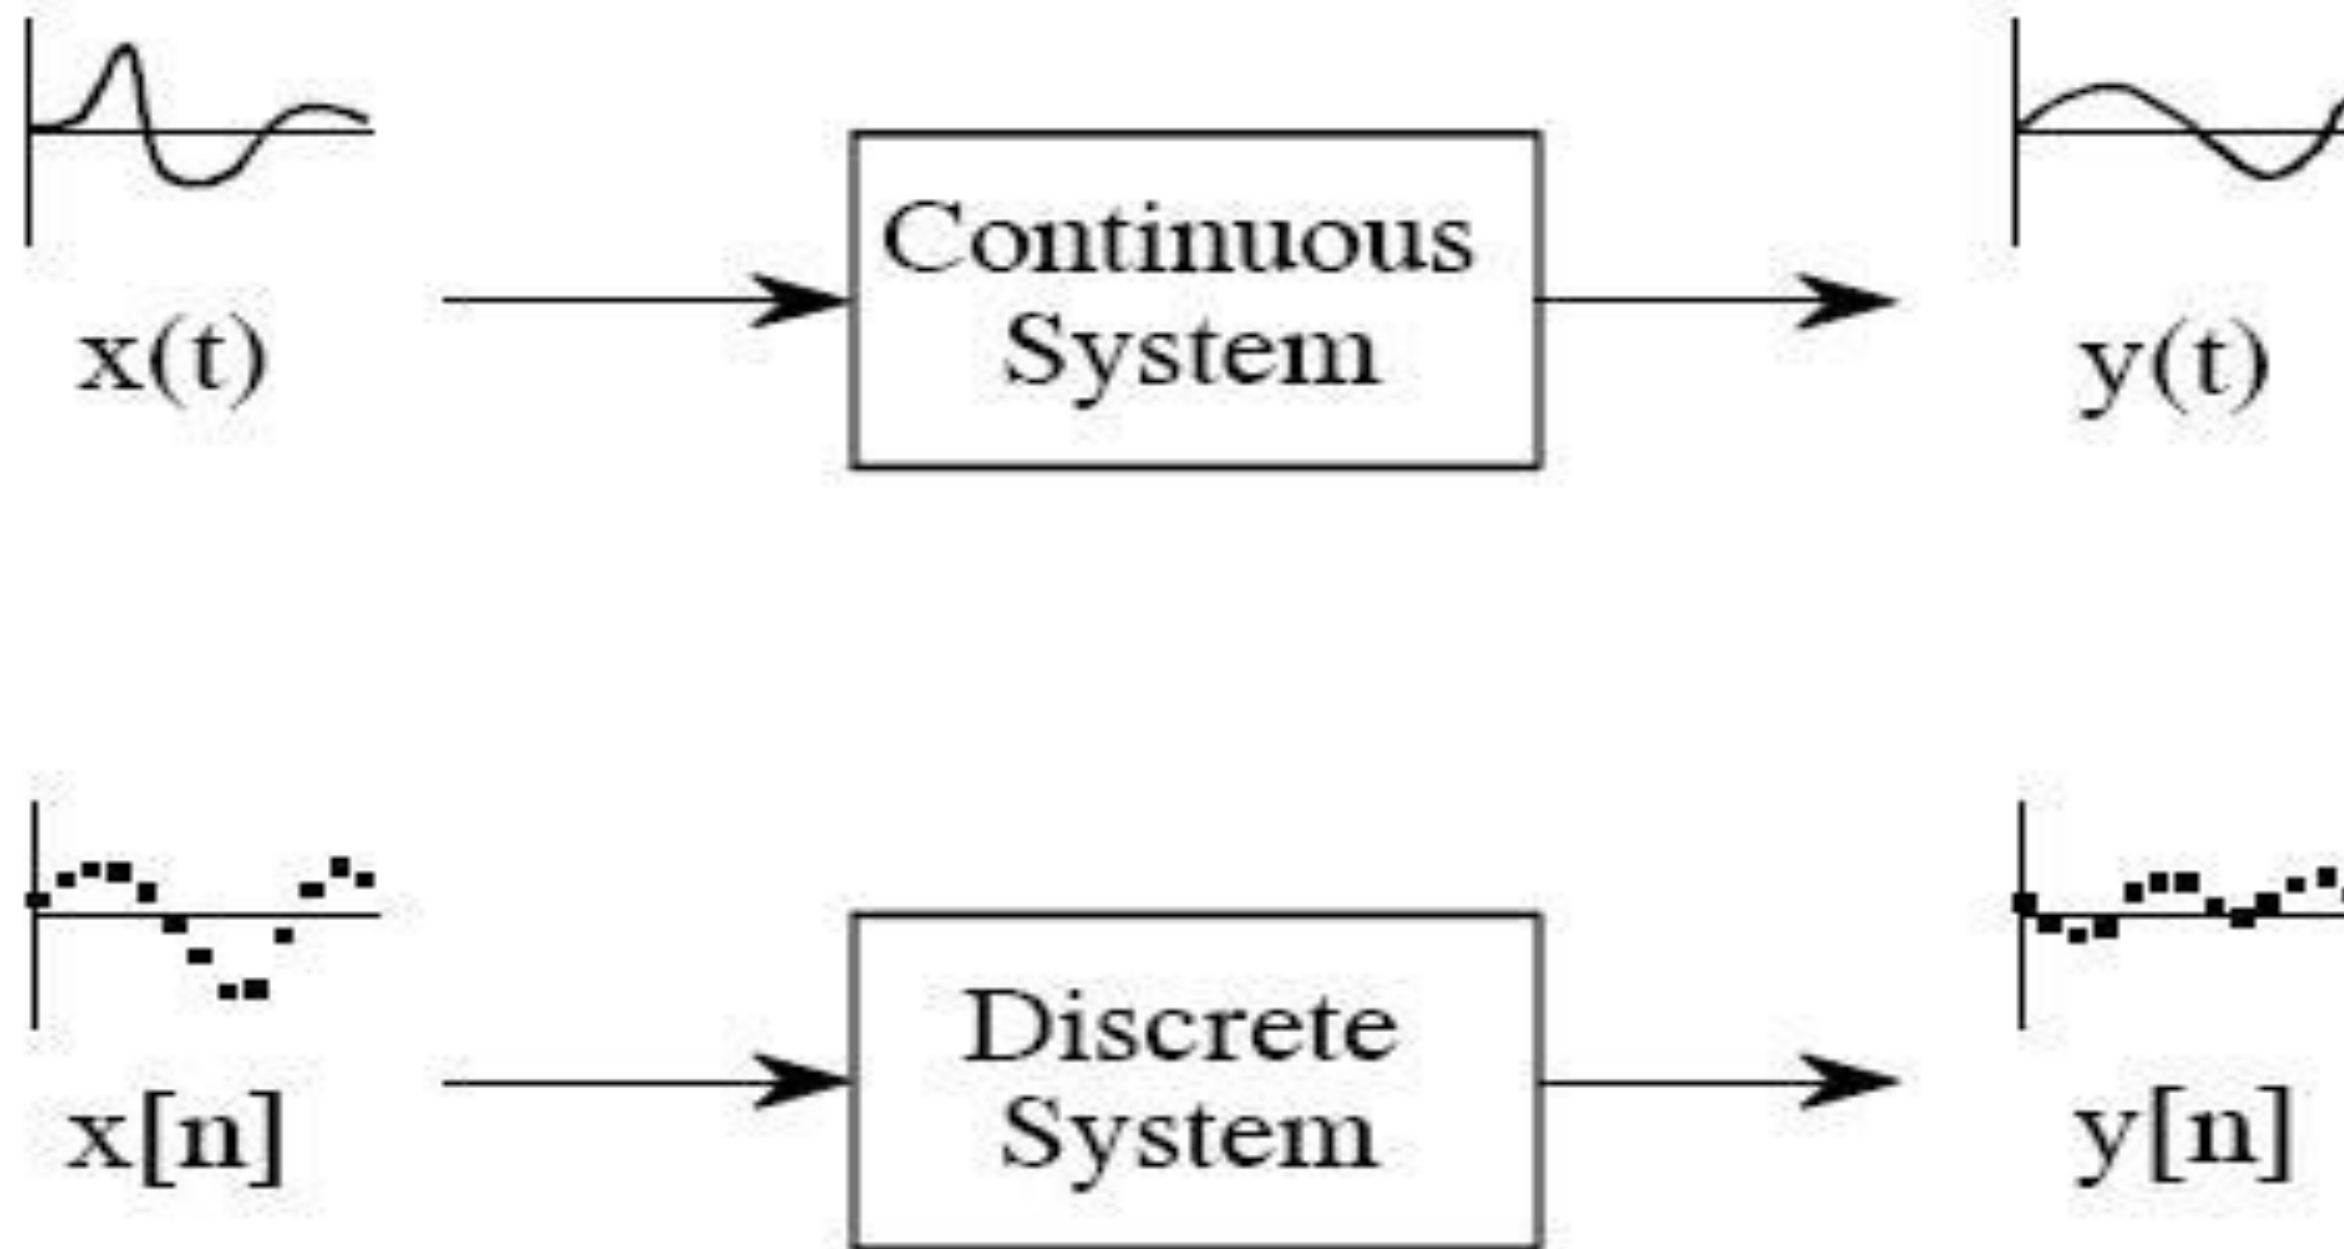 x(t)
Continuous
System
y(t)
x[n]
Discrete
System
y[n]